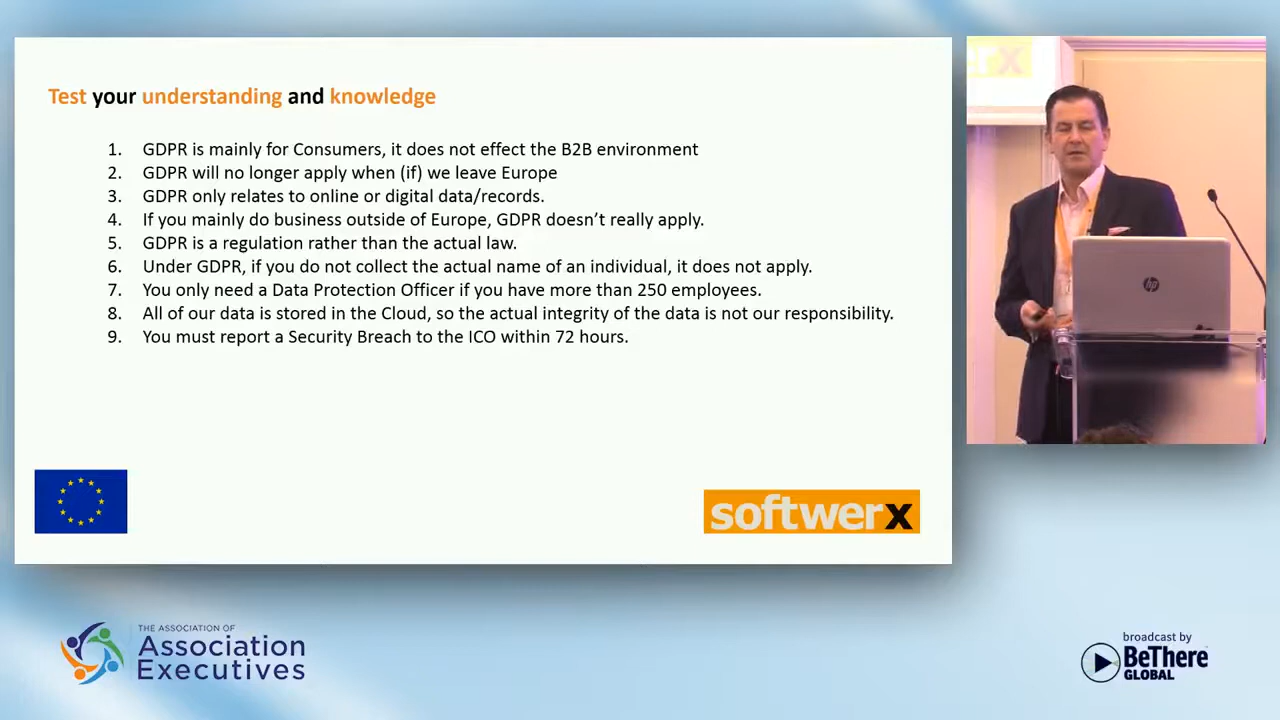 Test your understanding and knowledge
1. GDPR is mainly for Consumers, it does not effect the B2B environment
2. GDPR will no longer apply when (if) we leave Europe
3. GDPR only relates to online or digital data/records.
4. If you mainly do business outside of Europe, GDPR doesn't really apply.
5. GDPR is a regulation rather than the actual law.
6. Under GDPR, if you do not collect the actual name of an individual, it does not apply.
7. You only need a Data Protection Officer if you have more than 250 employees.
8. All of our data is stored in the Cloud, so the actual integrity of the data is not our responsibility.
9. You must report a Security Breach to the ICO within 72 hours.
softwerx
rx
hp
THE ASSOCIATION OF
Association
Executives
broadcast by
BeThere
GLOBAL